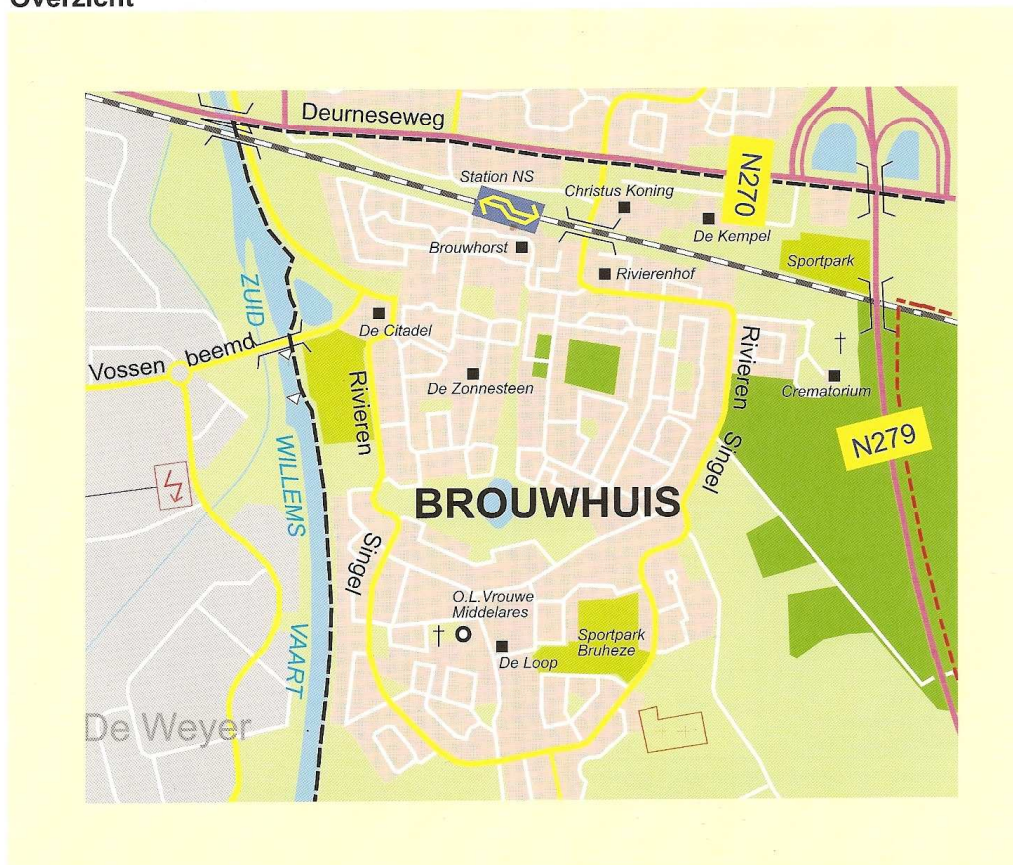 Overzicht
Deurneseweg
Station NS
Christus Koning
N270
De Kempel
Brouwhorst
Sportpark
Rivierenhof
ZUID
De Citadel
Vossen beemd
Rivieren
De Zonnesteen
Rivieren
Crematorium
N279
Singel
WILLEMS
BROUWHUIS
Singel
O.L.Vrouwe
Middelares
Sportpark
Bruheze
De Loop
VAART
De Weyer